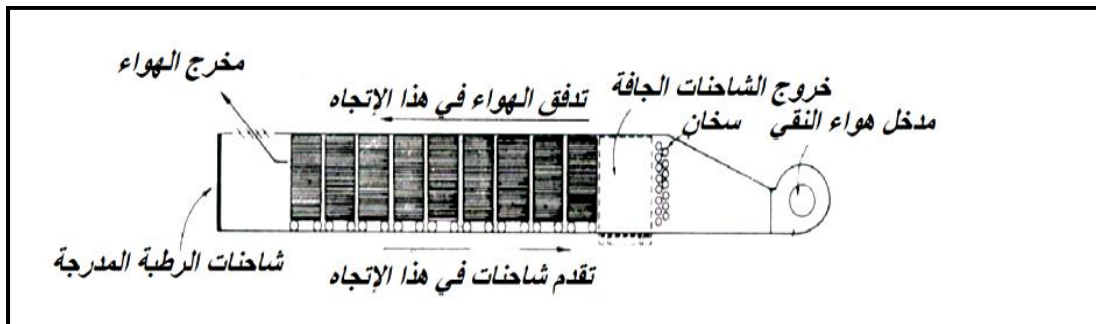 مخرج الهواء
تدفق الهواء في هذا الإتجاه
خروج الشاحنات الجافة
سخان
مدخل هواء النقي
شاحنات الرطبة المدرجة
تقدم شاحنات في هذا الإتجاه